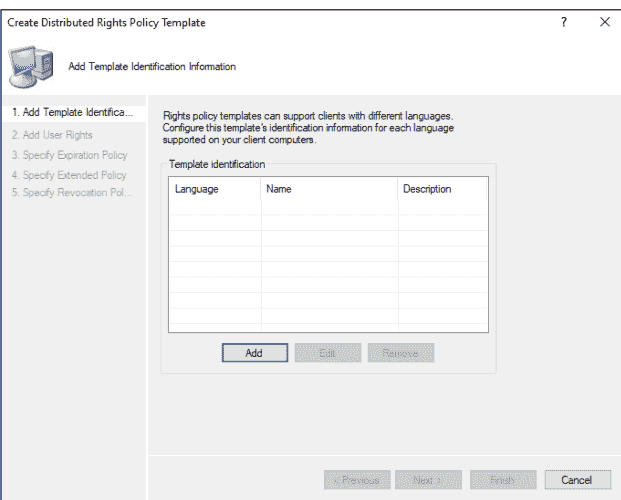 Create Distributed Rights Policy Template
?
Add Template Identification Information
1. Add Template Identifica...
2. Add User Rights
3. Specify Expiration Policy
4. Specify Extended Policy
5. Specify Revocation Pol...
Rights policy templates can support clients with different languages.
Configure this template's identification information for each language
supported on your client computers.
Template identification
Language Name Description
Add Edit Remove
< Previous Next > Finish Cancel